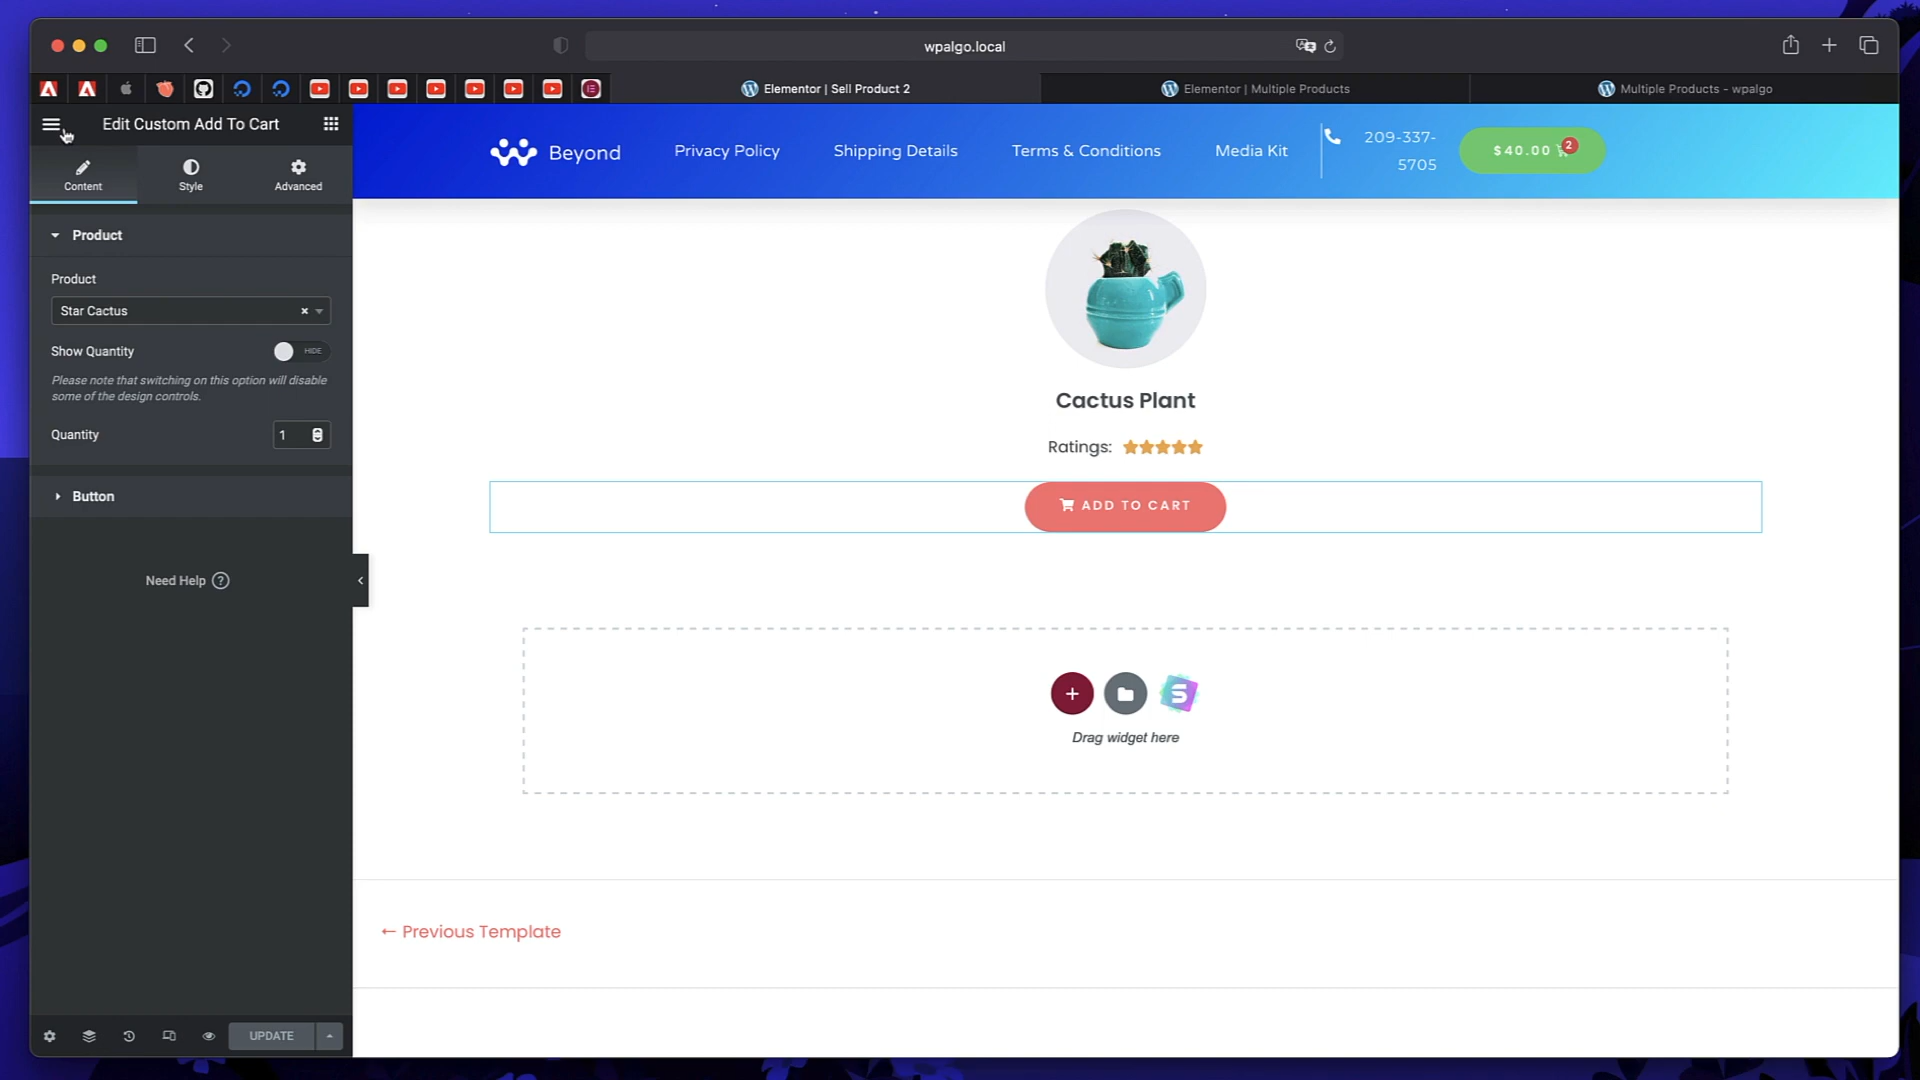 wpalgo.local
Elementor | Sell Product 2
Elementor | Multiple Products
Multiple Products - wpalgo
Edit Custom Add To Cart
Content
Style
Advanced
Product
Product
Star Cactus
Show Quantity
HIDE
Please note that switching on this option will disable
some of the design controls.
Quantity
1
Button
Need Help ?
UPDATE
Beyond
Privacy Policy
Shipping Details
Terms & Conditions
Media Kit
209-337-
5705
$40.00
2
Cactus Plant
Ratings:
ADD TO CART
Drag widget here
← Previous Template